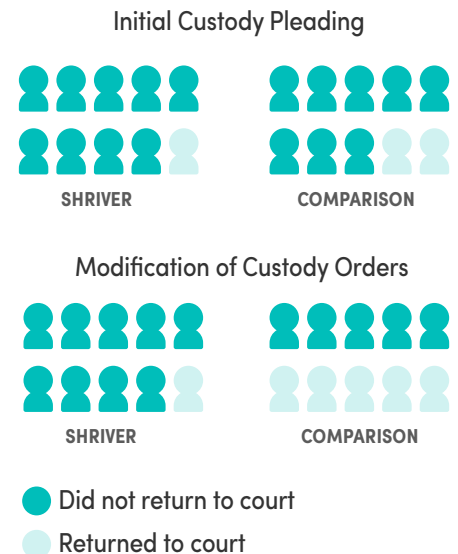 Initial Custody Pleading
SHRIVER
COMPARISON
Modification of Custody Orders
SHRIVER
COMPARISON
Did not return to court
Returned to court